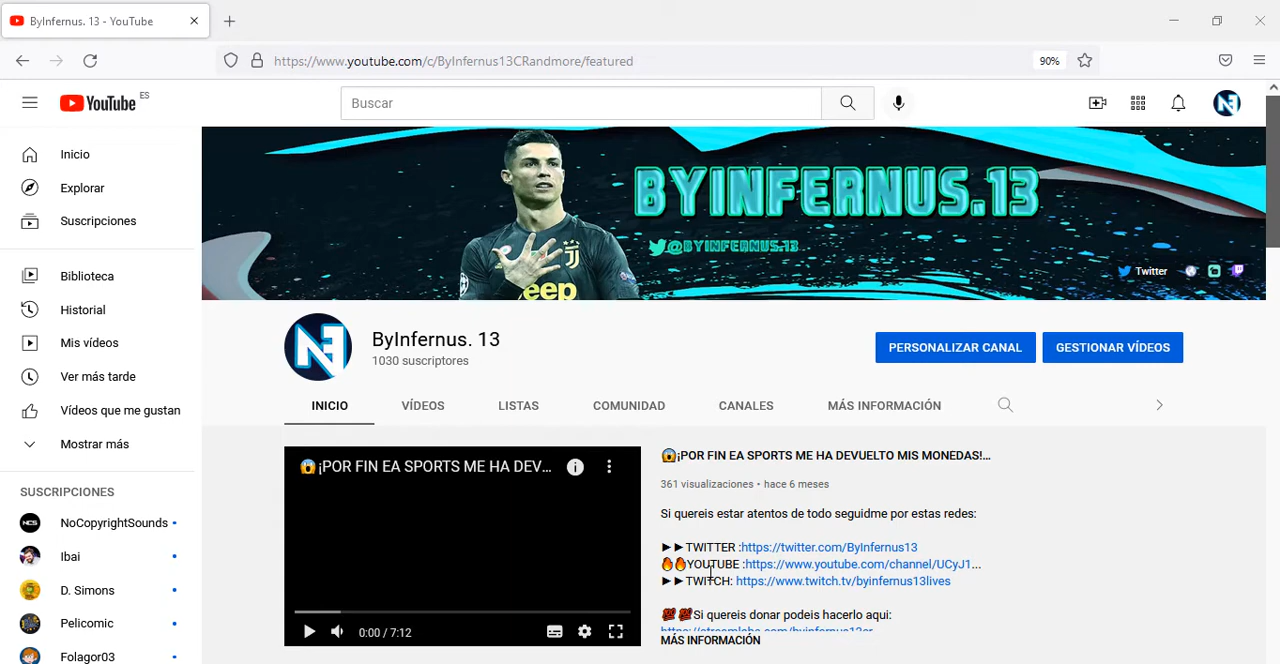 ByInfernus. 13 - YouTube
https://www.youtube.com/c/ByInfernus13CRandmore/featured
90%
YouTube ES
Buscar
Inicio
Explorar
Suscripciones
Biblioteca
Historial
Mis vídeos
Ver más tarde
Vídeos que me gustan
Mostrar más
SUSCRIPCIONES
NoCopyrightSounds
Ibai
D. Simons
Pelicomic
Folagor03
BYINFERNUS.13
@BYINFERNUS.13
Jeep
Twitter
ByInfernus. 13
1030 suscriptores
PERSONALIZAR CANAL
GESTIONAR VÍDEOS
INICIO
VÍDEOS
LISTAS
COMUNIDAD
CANALES
MÁS INFORMACIÓN
😱¡POR FIN EA SPORTS ME HA DEV...
0:00 / 7:12
😱¡POR FIN EA SPORTS ME HA DEVUELTO MIS MONEDAS!...
361 visualizaciones • hace 6 meses
Si quereis estar atentos de todo seguidme por estas redes:
►►TWITTER :https://twitter.com/ByInfernus13
🔥🔥YOUTUBE :https://www.youtube.com/channel/UCyJ1...
►►TWITCH: https://www.twitch.tv/byinfernus13lives
💯 💯Si quereis donar podeis hacerlo aqui:
MÁS INFORMACIÓN